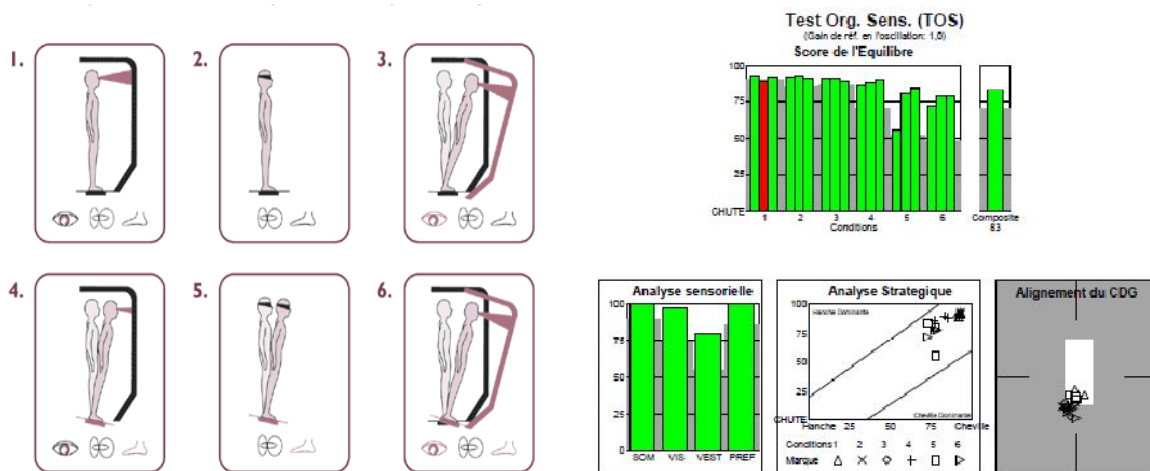 1.
2.
3.
4.
5.
6.
Test Org. Sens. (TOS)
(Gain de réf. en l'oscillation: 1,0)
Score de l'Equilibre
100
75
50
25
CHUTE
1 2 3 4 5 6
Conditions
Composite
83
Analyse sensorielle
100
75
50
25
0
SOM VIS VEST PREF
Analyse Strategique
100
Hanche Dominante
75
50
25
CHUTE
Cheville Dominante
Hanche 25 50 75 Cheville
Conditions 1 2 3 4 5 6
Marque
Alignement du CDG